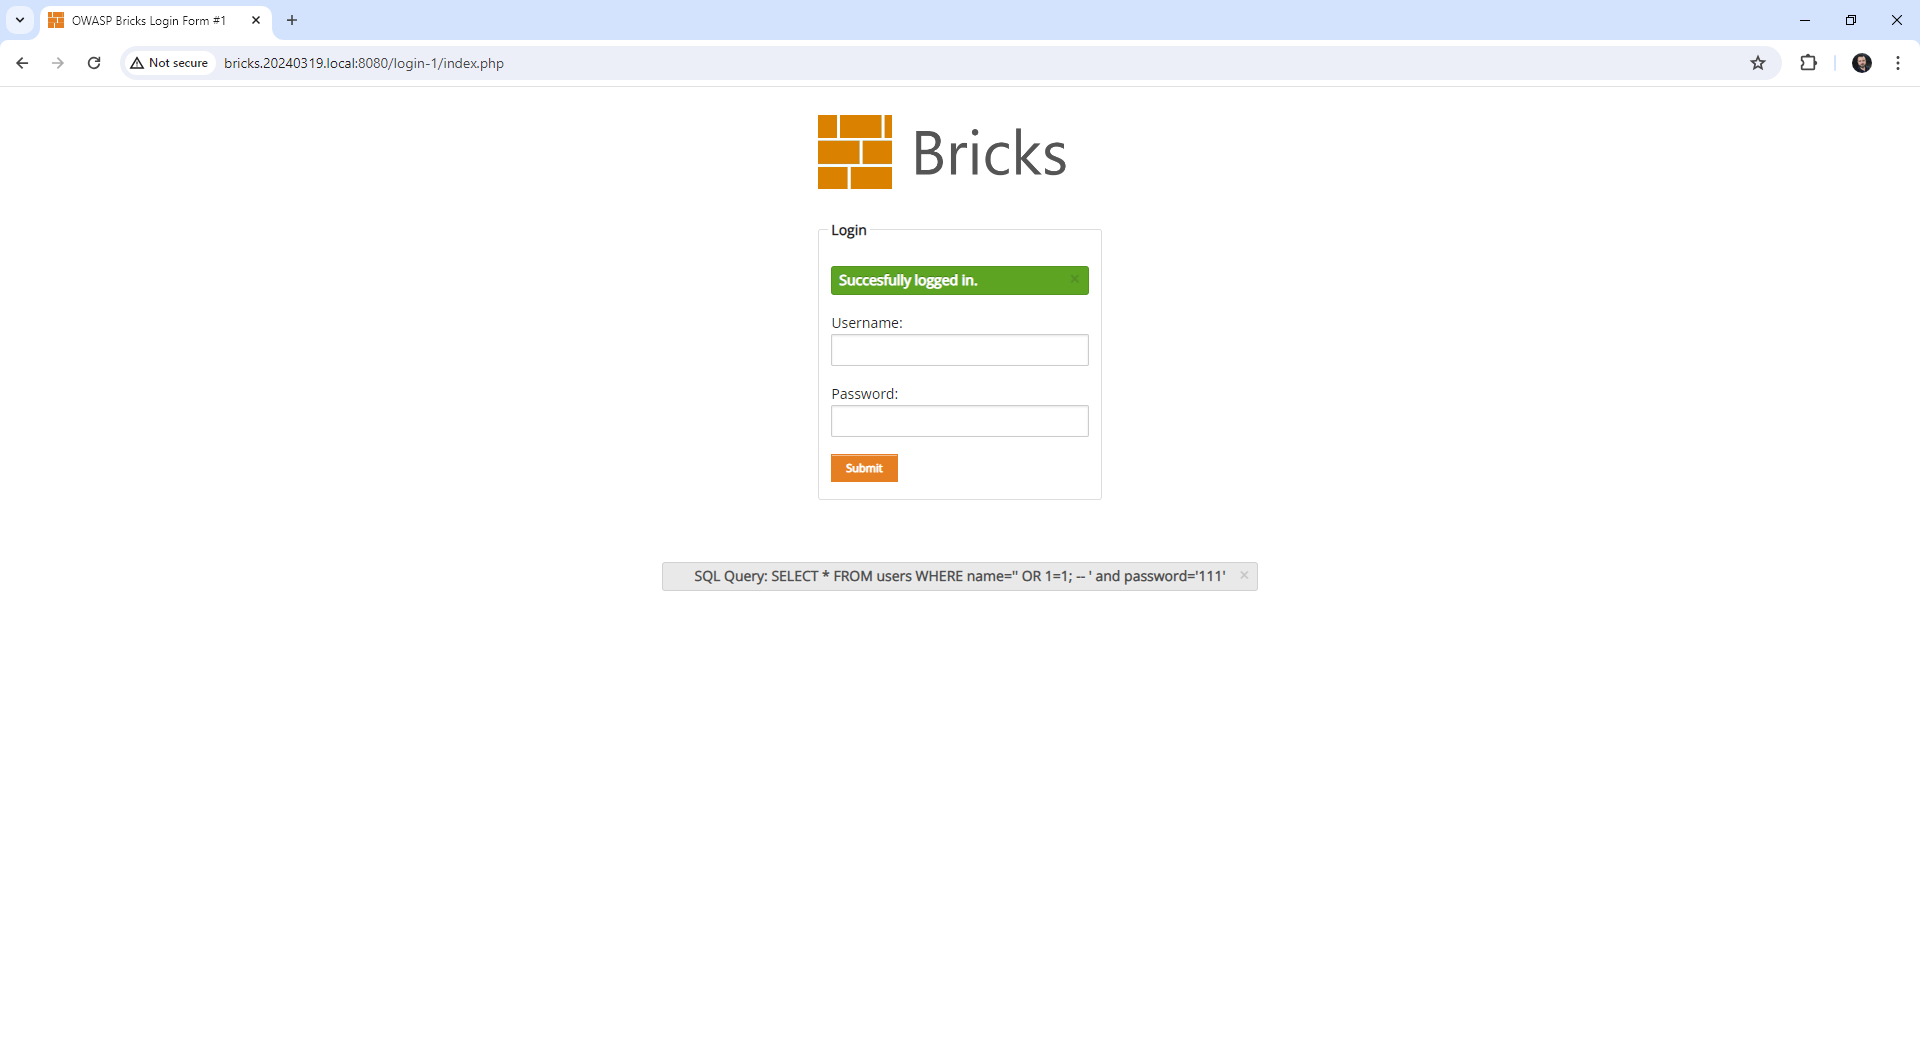 OWASP Bricks Login Form #1
Not secure
bricks.20240319.local:8080/login-1/index.php
Bricks
Login
Succesfully logged in.
Username:
Password:
Submit
SQL Query: SELECT * FROM users WHERE name='' OR 1=1; -- ' and password='111'